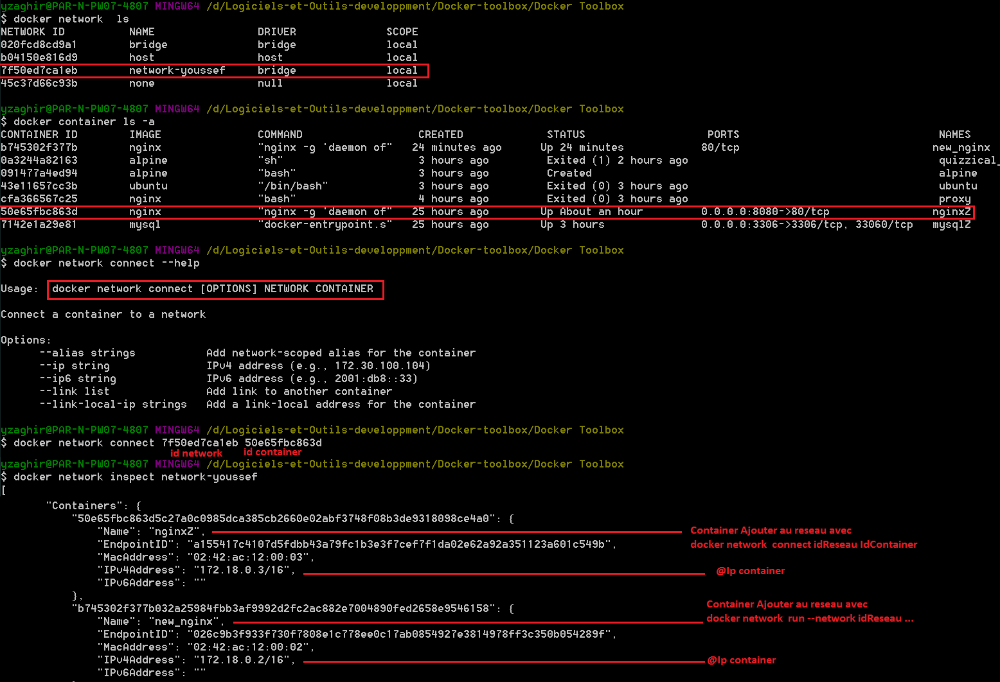 yzaghir@PAR-N-PW07-4807 MINGW64 /d/Logiciels-et-Outils-developpment/Docker-toolbox/Docker Toolbox
$ docker network  ls
NETWORK ID          NAME                DRIVER              SCOPE
020fcd8cd9a1        bridge              bridge              local
b04150e816d9        host                host                local
7f50ed7ca1eb        network-youssef     bridge              local
45c37d66c93b        none                null                local
yzaghir@PAR-N-PW07-4807 MINGW64 /d/Logiciels-et-Outils-developpment/Docker-toolbox/Docker Toolbox
$ docker container ls -a
CONTAINER ID        IMAGE               COMMAND                  CREATED             STATUS                   PORTS                               NAMES
b745302f377b        nginx               "nginx -g 'daemon of"   24 minutes ago      Up 24 minutes            80/tcp                              new_nginx
0a3244a82163        alpine              "sh"                     3 hours ago         Exited (1) 2 hours ago                                       quizzical_
091477a4ed94        alpine              "bash"                   3 hours ago         Created                                                      alpine
43e11657cc3b        ubuntu              "/bin/bash"              3 hours ago         Exited (0) 3 hours ago                                       ubuntu
cfa366567c25        nginx               "bash"                   4 hours ago         Exited (0) 3 hours ago                                       proxy
50e65fbc863d        nginx               "nginx -g 'daemon of"   25 hours ago        Up About an hour         0.0.0.0:8080->80/tcp                nginxZ
7142e1a29e81        mysql               "docker-entrypoint.s"   25 hours ago        Up 3 hours               0.0.0.0:3306->3306/tcp, 33060/tcp   mysqlZ
yzaghir@PAR-N-PW07-4807 MINGW64 /d/Logiciels-et-Outils-developpment/Docker-toolbox/Docker Toolbox
$ docker network connect --help
Usage:  docker network connect [OPTIONS] NETWORK CONTAINER
Connect a container to a network
Options:
      --alias strings           Add network-scoped alias for the container
      --ip string               IPv4 address (e.g., 172.30.100.104)
      --ip6 string              IPv6 address (e.g., 2001:db8::33)
      --link list               Add link to another container
      --link-local-ip strings   Add a link-local address for the container
yzaghir@PAR-N-PW07-4807 MINGW64 /d/Logiciels-et-Outils-developpment/Docker-toolbox/Docker Toolbox
$ docker network connect 7f50ed7ca1eb 50e65fbc863d
id network    id container
yzaghir@PAR-N-PW07-4807 MINGW64 /d/Logiciels-et-Outils-developpment/Docker-toolbox/Docker Toolbox
$ docker network inspect network-youssef
[
"Containers": {
"50e65fbc863d5c27a0c0985dca385cb2660e02abf3748f08b3de9318098ce4a0": {
"Name": "nginxZ",    Container Ajouter au reseau avec
"EndpointID": "a155417c4107d5fdbb43a79fc1b3e3f7cef7f1da02e62a92a351123a601c549b",    docker network  connect idReseau IdContainer
"MacAddress": "02:42:ac:12:00:03",
"IPv4Address": "172.18.0.3/16",    @Ip container
"IPv6Address": ""
},
"b745302f377b032a25984fbb3af9992d2fc2ac882e7004890fed2658e9546158": {    Container Ajouter au reseau avec
"Name": "new_nginx",    docker network  run --network idReseau ...
"EndpointID": "026c9b3f933f730f7808e1c778ee0c17ab0854927e3814978ff3c350b054289f",
"MacAddress": "02:42:ac:12:00:02",
"IPv4Address": "172.18.0.2/16",    @Ip container
"IPv6Address": ""